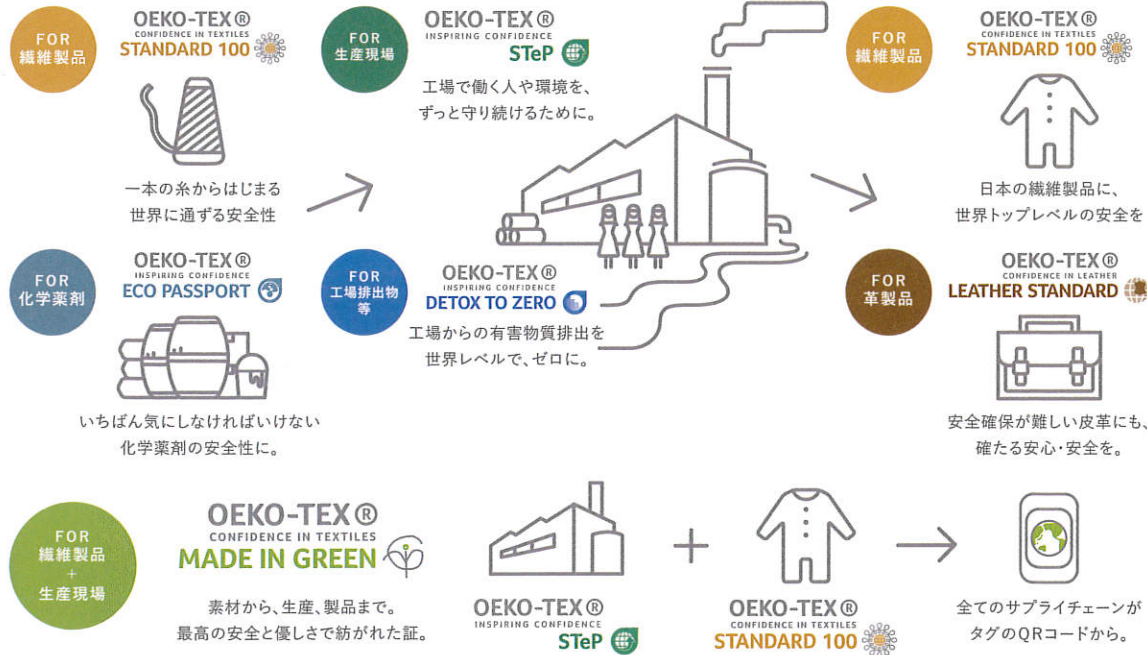 FOR
繊維製品
OEKO-TEX®
CONFIDENCE IN TEXTILES
STANDARD 100
一本の糸からはじまる
世界に通ずる安全性
FOR
生産現場
OEKO-TEX®
INSPIRING CONFIDENCE
STeP
工場で働く人や環境を、
ずっと守り続けるために。
FOR
繊維製品
OEKO-TEX®
CONFIDENCE IN TEXTILES
STANDARD 100
日本の繊維製品に、
世界トップレベルの安全を
FOR
化学薬剤
OEKO-TEX®
INSPIRING CONFIDENCE
ECO PASSPORT
いちばん気にしなければいけない
化学薬剤の安全性に。
FOR
工場排出物
等
OEKO-TEX®
INSPIRING CONFIDENCE
DETOX TO ZERO
工場からの有害物質排出を
世界レベルで、ゼロに。
FOR
革製品
OEKO-TEX®
CONFIDENCE IN LEATHER
LEATHER STANDARD
安全確保が難しい皮革にも、
確たる安心・安全を。
FOR
繊維製品
+
生産現場
OEKO-TEX®
CONFIDENCE IN TEXTILES
MADE IN GREEN
素材から、生産、製品まで。
最高の安全と優しさで紡がれた証。
OEKO-TEX®
INSPIRING CONFIDENCE
STeP
+
OEKO-TEX®
CONFIDENCE IN TEXTILES
STANDARD 100
全てのサプライチェーンが
タグのQRコードから。